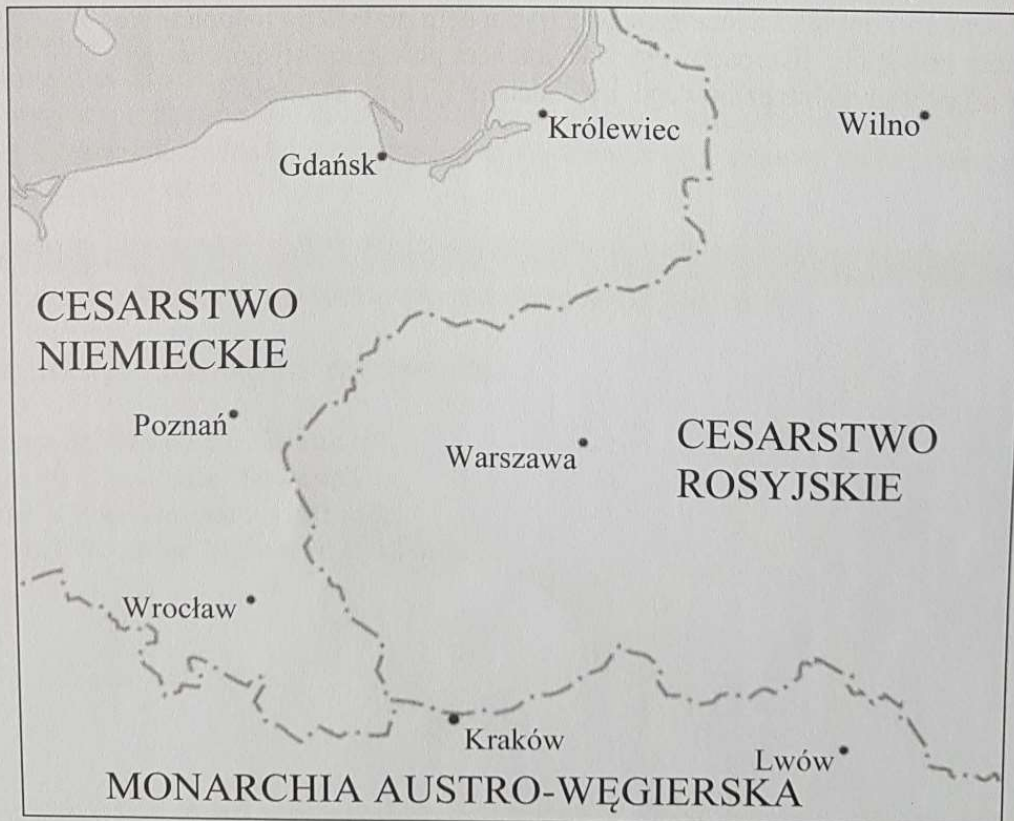 Królewiec
Wilno
Gdańsk
CESARSTWO
NIEMIECKIE
Poznań
Warszawa
CESARSTWO
ROSYJSKIE
Wrocław
Kraków
Lwów
MONARCHIA AUSTRO-WĘGIERSKA